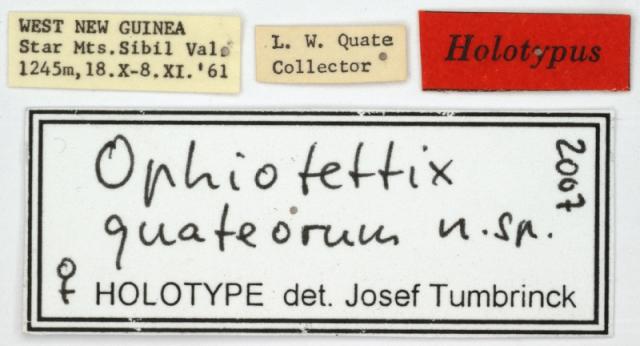 WEST NEW GUINEA
Star Mts.Sibil Val.
1245m,18.X-8.XI.'61
L. W. Quate
Collector
Holotypus
Ophiotettix
quateorum n.sp.
2007
♀ HOLOTYPE det. Josef Tumbrinck